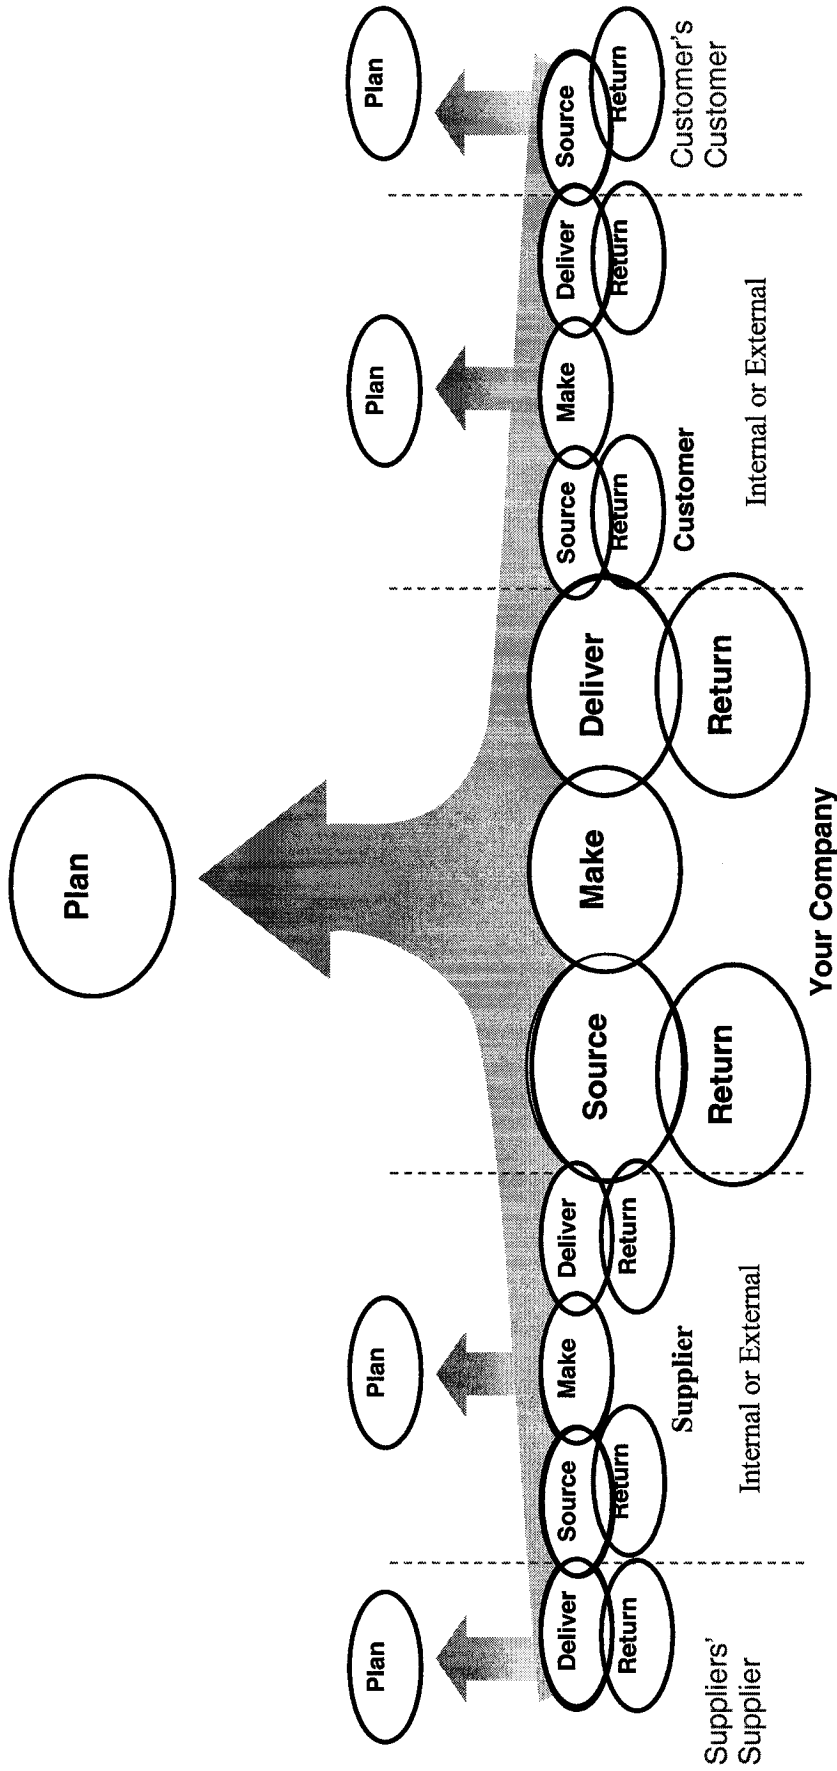 Plan
Plan
Plan
Plan
Plan
Deliver
Source
Make
Deliver
Source
Make
Deliver
Source
Make
Deliver
Source
Return
Return
Return
Return
Return
Return
Return
Return
Suppliers'
Supplier
Supplier
Internal or External
Your Company
Customer
Internal or External
Customer's
Customer